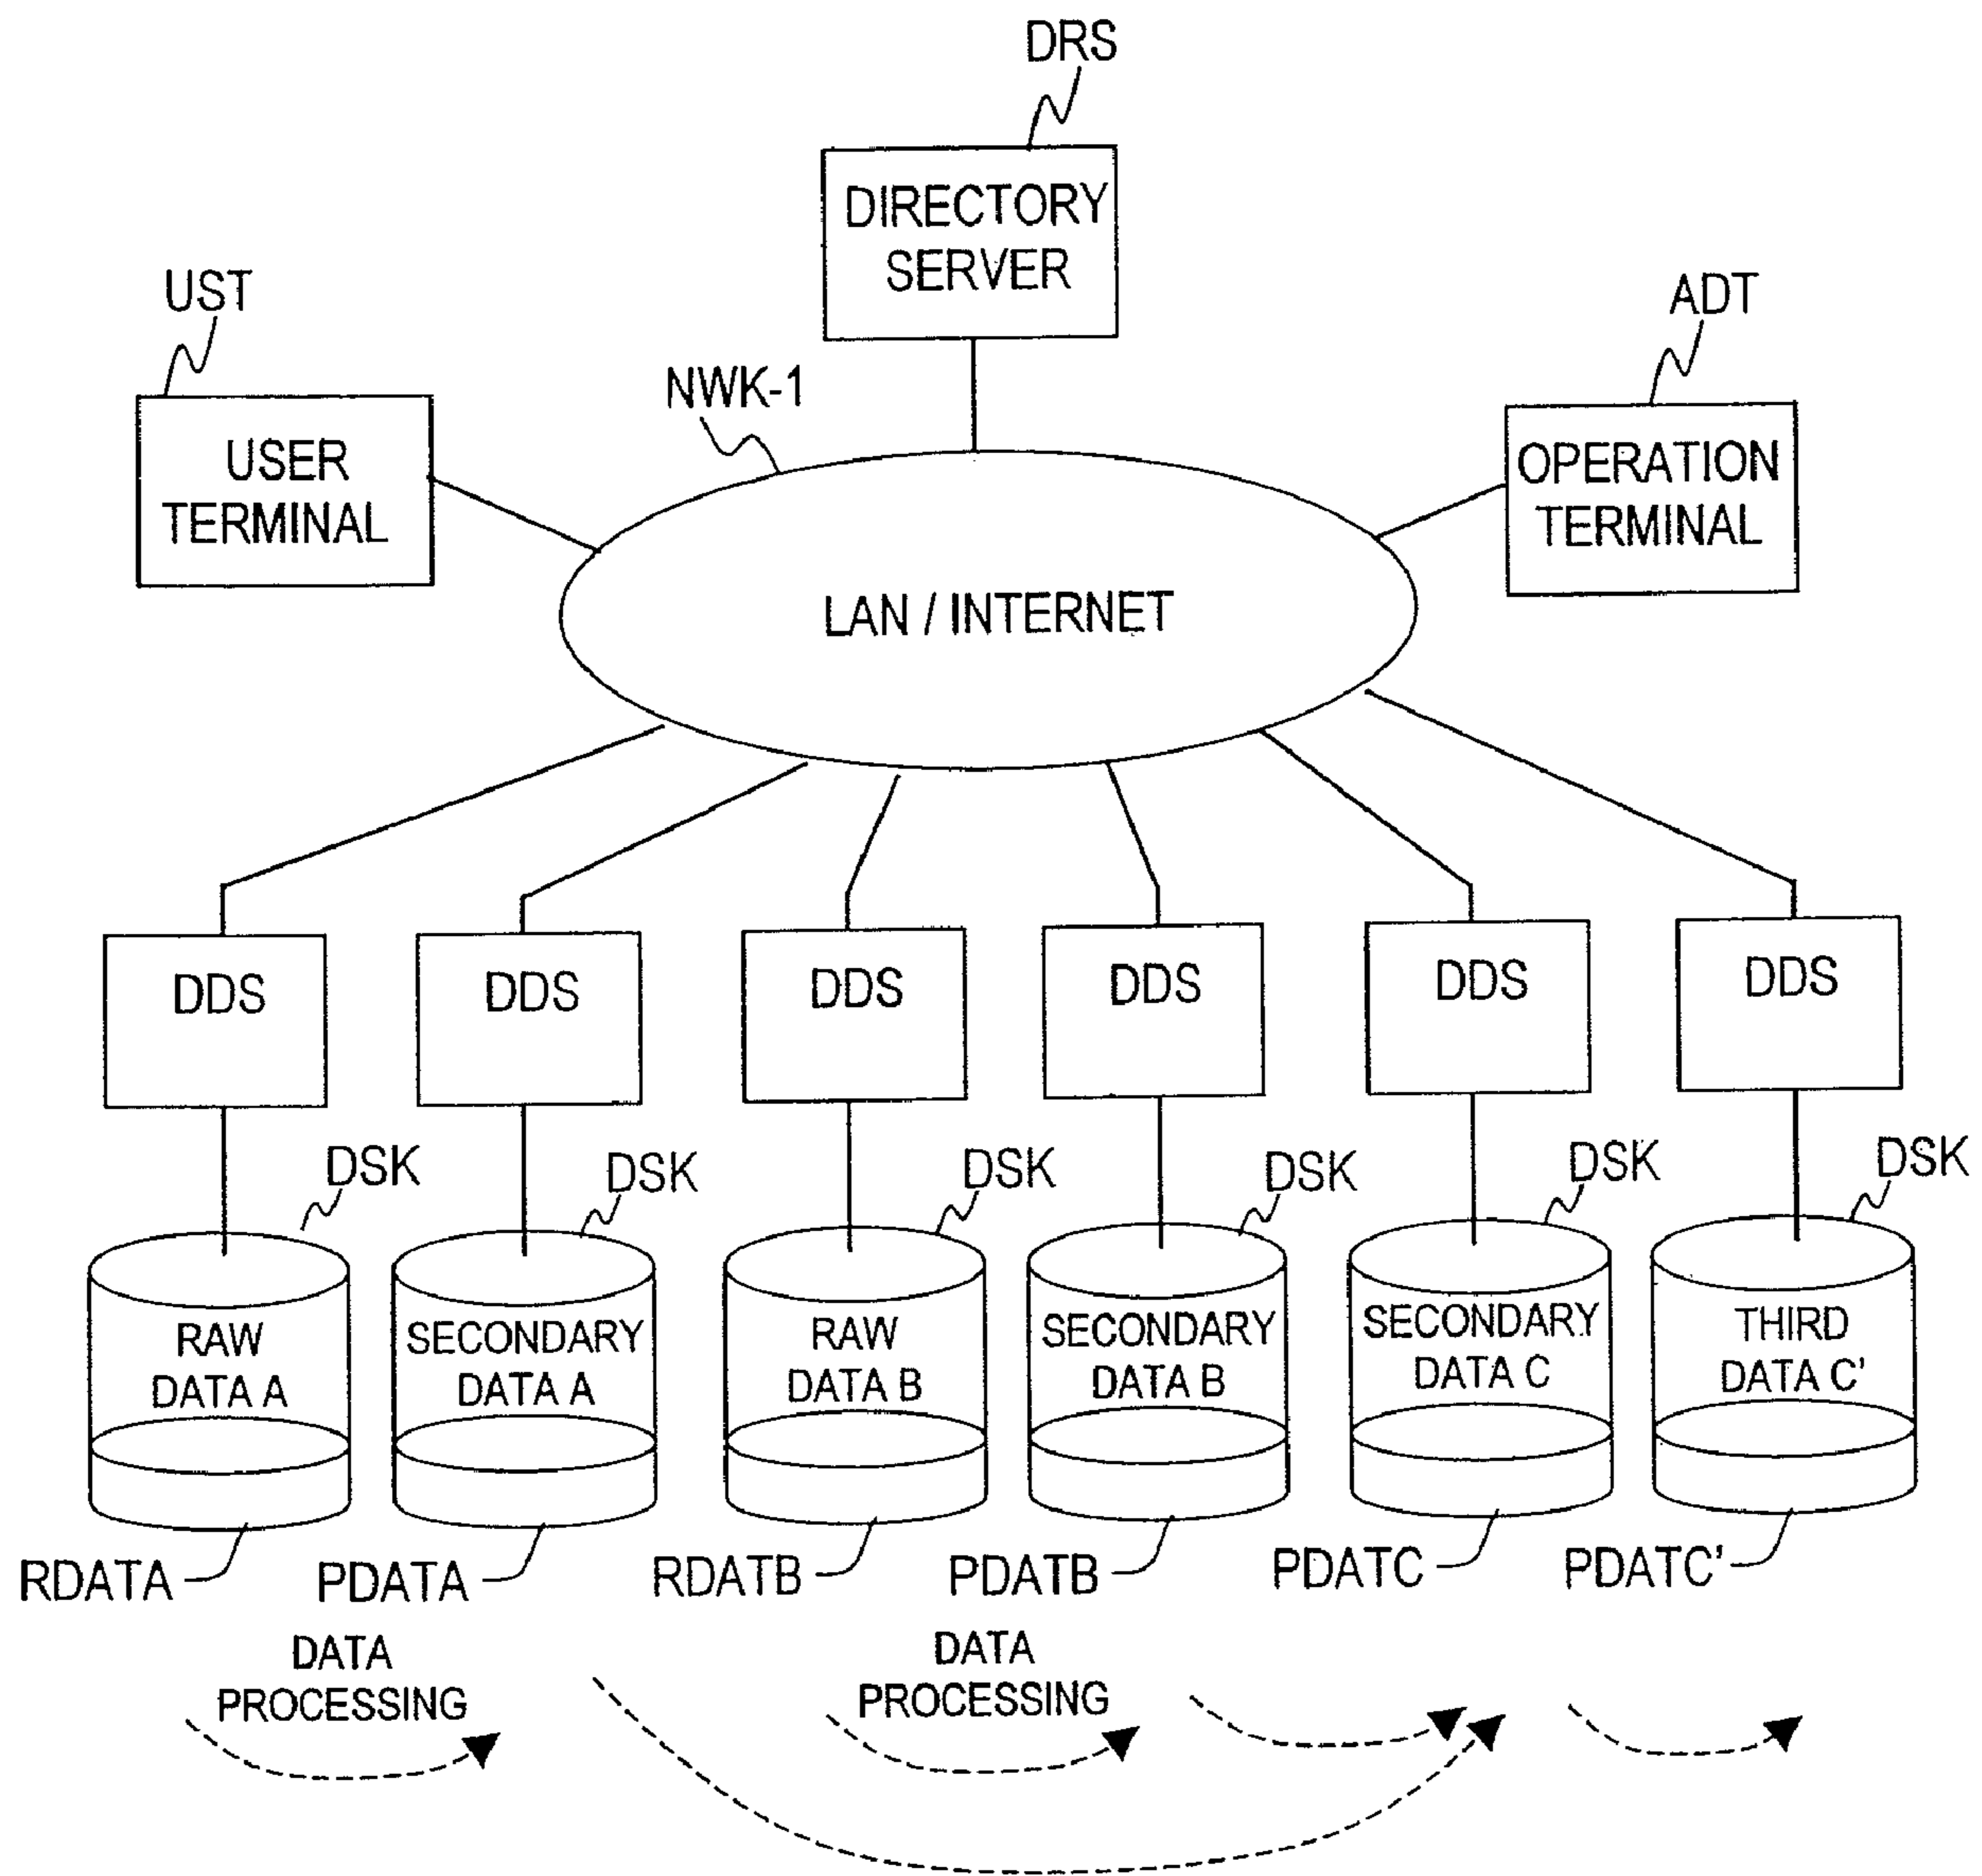 DRS
DIRECTORY
SERVER
UST
ADT
NWK-1
USER
TERMINAL
OPERATION
TERMINAL
LAN / INTERNET
DDS
DDS
DDS
DDS
DDS
DDS
DSK
DSK
DSK
DSK
DSK
DSK
RAW
DATA A
SECONDARY
DATA A
RAW
DATA B
SECONDARY
DATA B
SECONDARY
DATA C
THIRD
DATA C'
RDATA
PDATA
RDATB
PDATB
PDATC
PDATC'
DATA
PROCESSING
DATA
PROCESSING